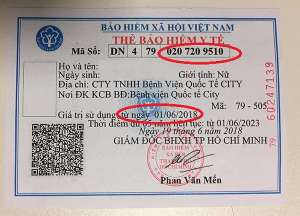 BẢO HIỂM XÃ HỘI VIỆT NAM
THẺ BẢO HIỂM Y TẾ
Mã Số: DN 4 79 020 720 9510
Họ và tên:
Ngày sinh: Giới tính: Nữ
Địa chỉ: CTY TNHH Bệnh Viện Quốc Tế CITY
Nơi ĐK KCB BĐ: Bệnh viện Quốc tế City
79 - 505
Giá trị sử dụng: từ ngày 01/06/2018
Thời điểm đủ 05 năm liên tục: từ 01/06/2023
Ngày 19 tháng 6 năm 2018
GIÁM ĐỐC BHXH TP HỒ CHÍ MINH
Phan Văn Mến
60247139